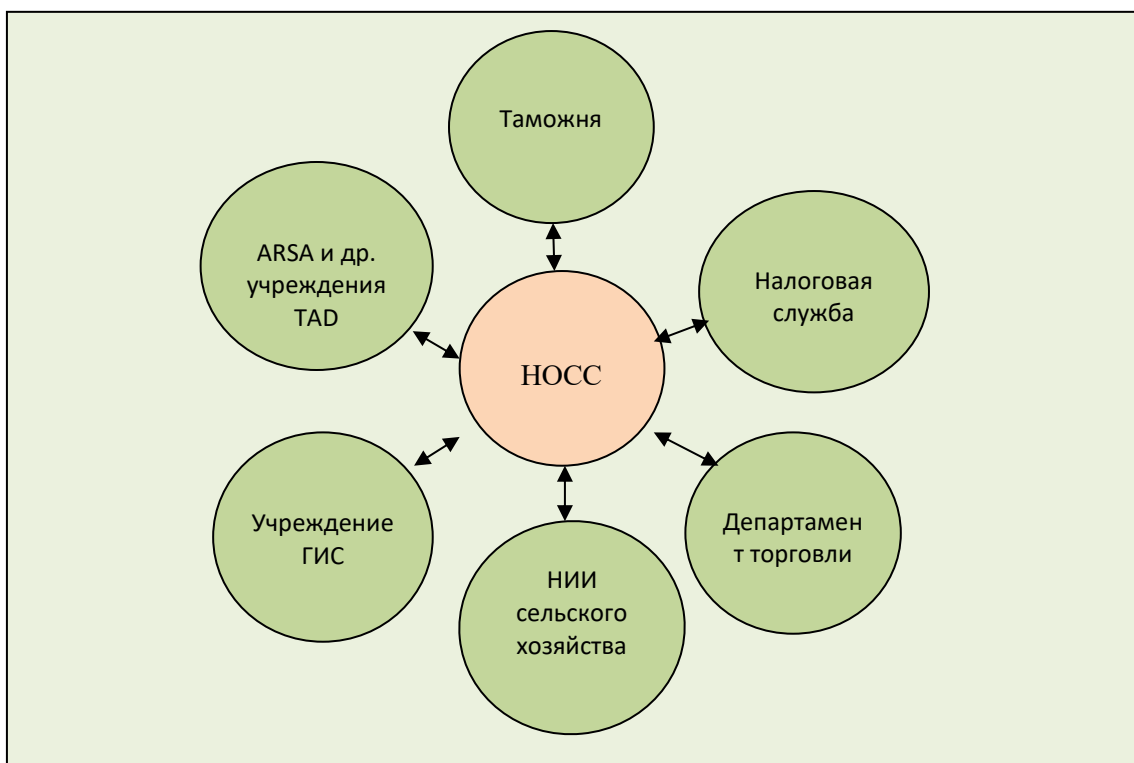 Таможня
ARSA и др.
учреждения
TAD
Налоговая
служба
НОСС
Учреждение
ГИС
НИИ
сельского
хозяйства
Департамен
т торговли